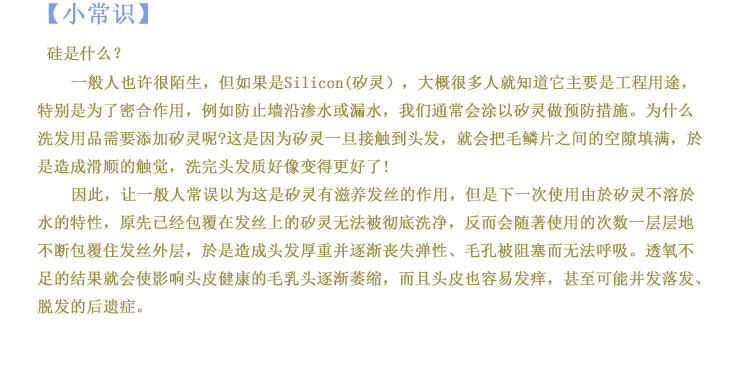 【小常识】
硅是什么?
一般人也许很陌生，但如果是Silicon(矽灵），大概很多人就知道它主要是工程用途，
特别是为了密合作用，例如防止墙沿渗水或漏水，我们通常会涂以矽灵做预防措施。为什么
洗发用品需要添加矽灵呢?这是因为矽灵一旦接触到头发，就会把毛鳞片之间的空隙填满，於
是造成滑顺的触觉，洗完头发质好像变得更好了!
因此，让一般人常误以为这是矽灵有滋养发丝的作用，但是下一次使用由於矽灵不溶於
水的特性，原先已经包覆在发丝上的矽灵无法被彻底洗净，反而会随著使用的次数一层层地
不断包覆住发丝外层，於是造成头发厚重并逐渐丧失弹性、毛孔被阻塞而无法呼吸。透氧不
足的结果就会使影响头皮健康的毛乳头逐渐萎缩，而且头皮也容易发痒，甚至可能并发落发、
脱发的后遗症。